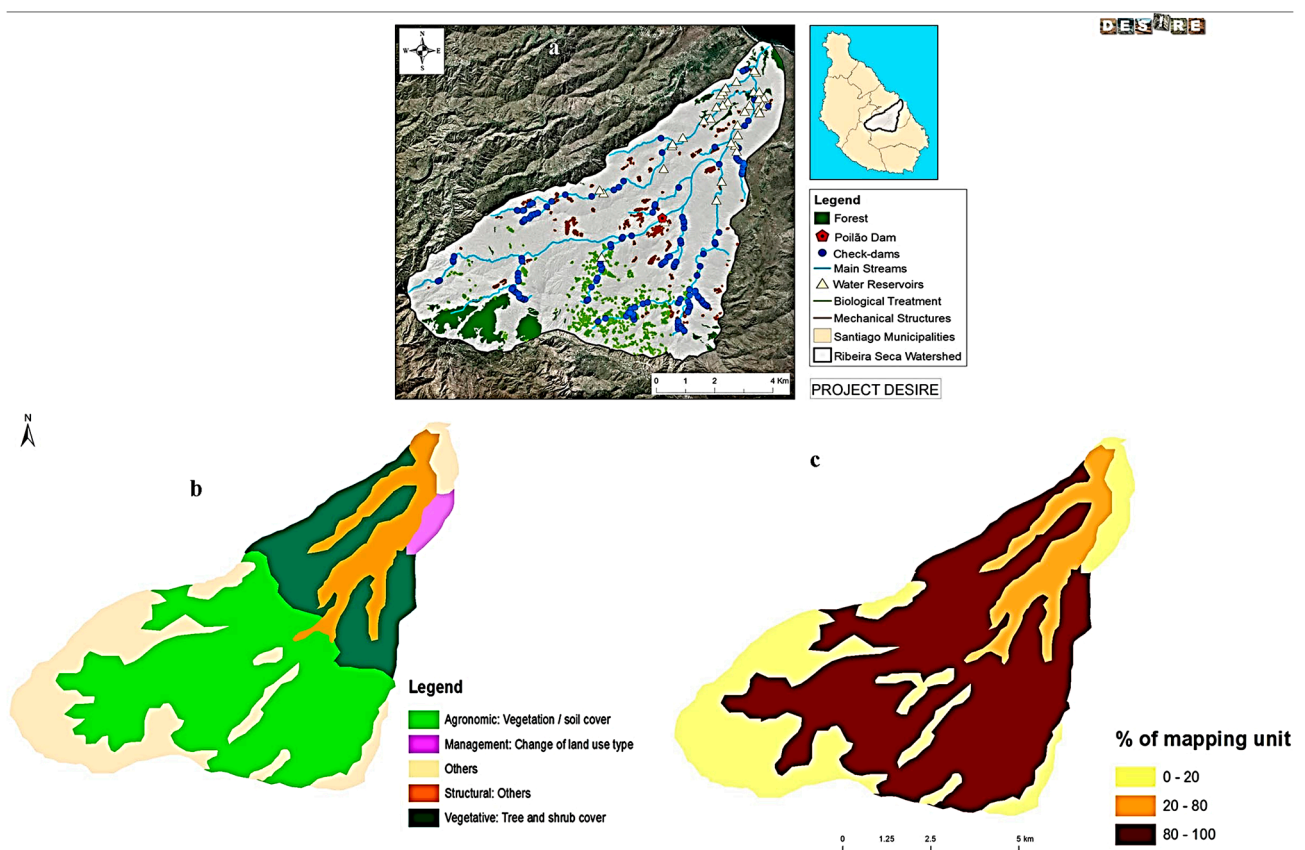 DESIRE
a
N
W E
S
0 1 2 4 Km
Legend
Forest
Poilão Dam
Check-dams
Main Streams
Water Reservoirs
Biological Treatment
Mechanical Structures
Santiago Municipalities
Ribeira Seca Watershed
PROJECT DESIRE
N
b
Legend
Agronomic: Vegetation / soil cover
Management: Change of land use type
Others
Structural: Others
Vegetative: Tree and shrub cover
c
% of mapping unit
0 - 20
20 - 80
80 - 100
0 1.25 2.5 5 km